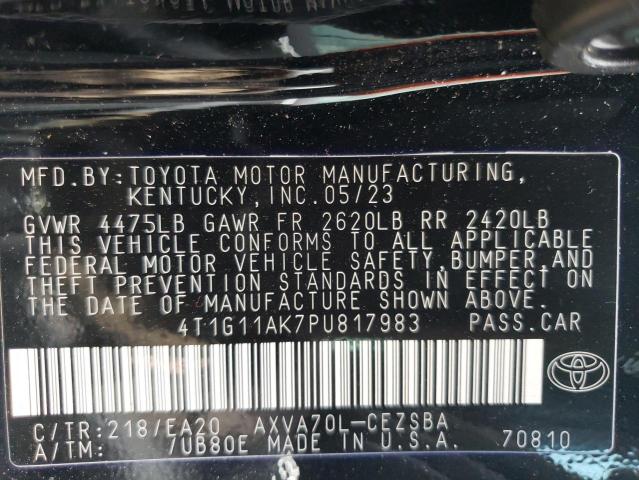 MFD.BY:TOYOTA MOTOR MANUFACTURING,
KENTUCKY,INC.05/23
GVWR 4475LB GAWR FR 2620LB RR 2420LB
THIS VEHICLE CONFORMS TO ALL APPLICABLE
FEDERAL MOTOR VEHICLE SAFETY,BUMPER,AND
THEFT PREVENTION STANDARDS IN EFFECT ON
THE DATE OF MANUFACTURE SHOWN ABOVE.
4T1G11AK7PU817983 PASS.CAR
C/TR:218/EA20 AXVA70L-CEZSBA
A/TM: /UB80E MADE IN U.S.A. 70810